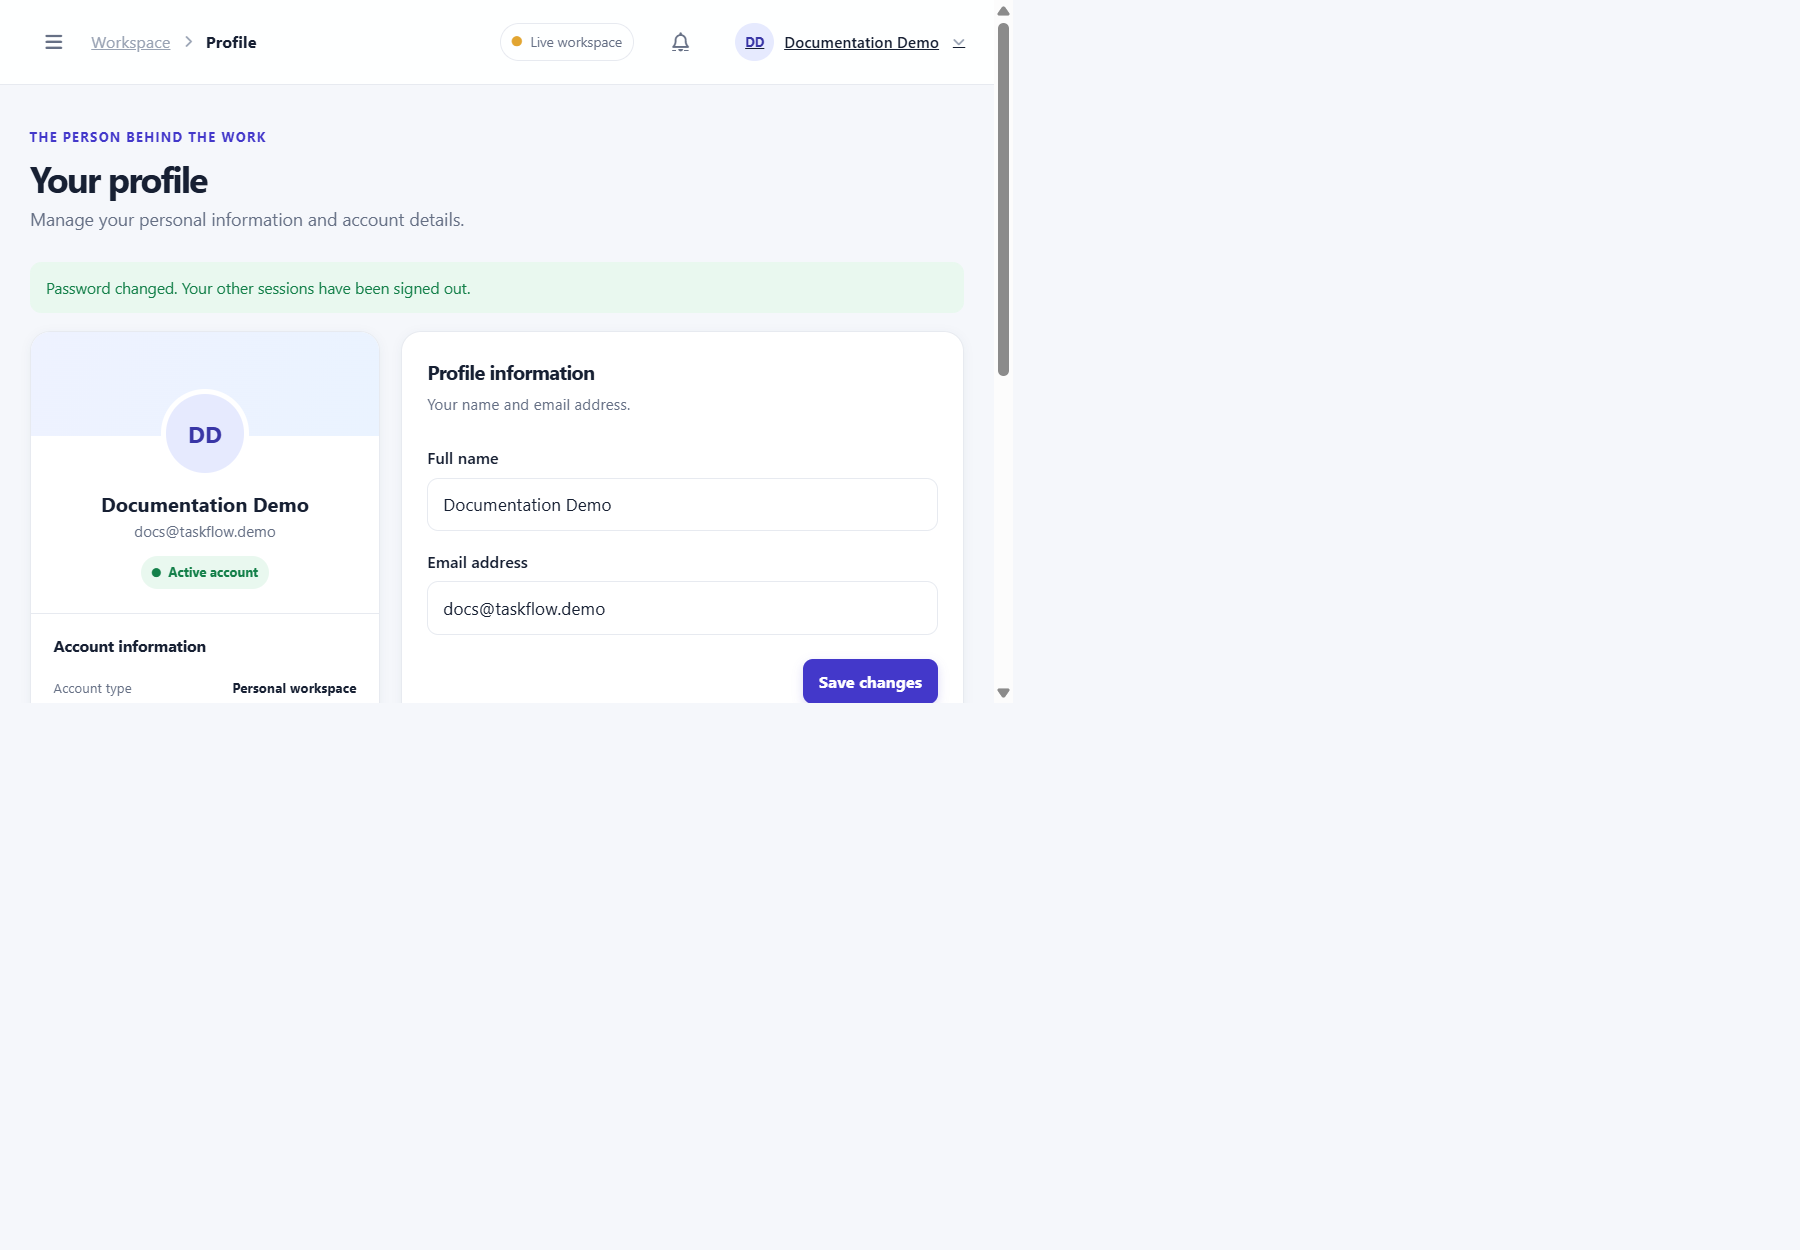 Workspace > Profile
Live workspace
DD Documentation Demo
THE PERSON BEHIND THE WORK
Your profile
Manage your personal information and account details.
Password changed. Your other sessions have been signed out.
DD
Documentation Demo
docs@taskflow.demo
Active account
Account information
Account type Personal workspace
Profile information
Your name and email address.
Full name
Documentation Demo
Email address
docs@taskflow.demo
Save changes